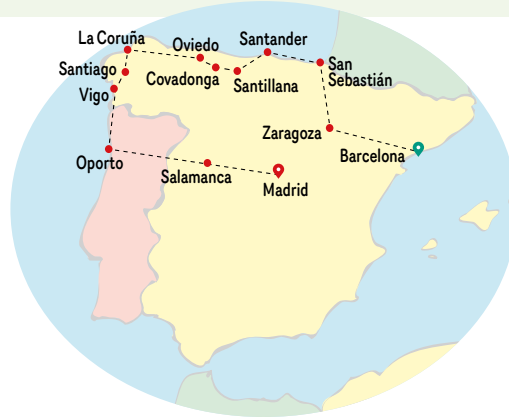 La Coruña
Oviedo
Santander
Santiago
Covadonga
Santillana
San
Sebastián
Vigo
Zaragoza
Barcelona
Oporto
Salamanca
Madrid